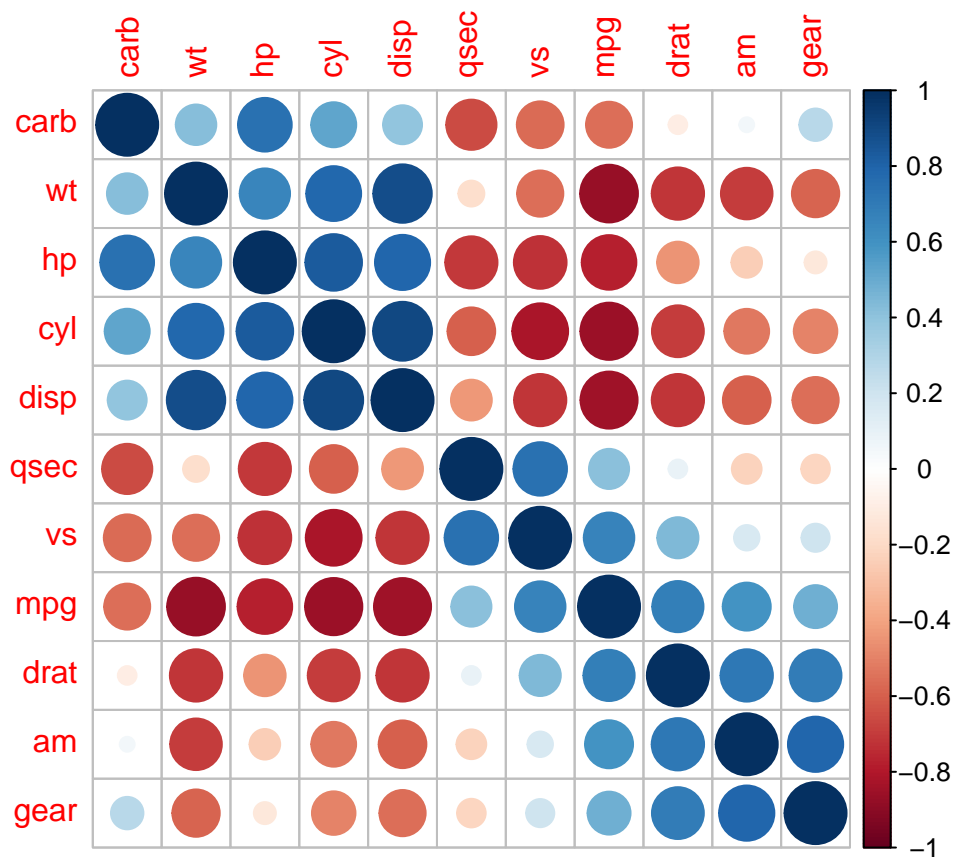 carb wt hp cyl disp qsec vs mpg drat am gear
carb
wt
hp
cyl
disp
qsec
vs
mpg
drat
am
gear
1
0.8
0.6
0.4
0.2
0
−0.2
−0.4
−0.6
−0.8
−1